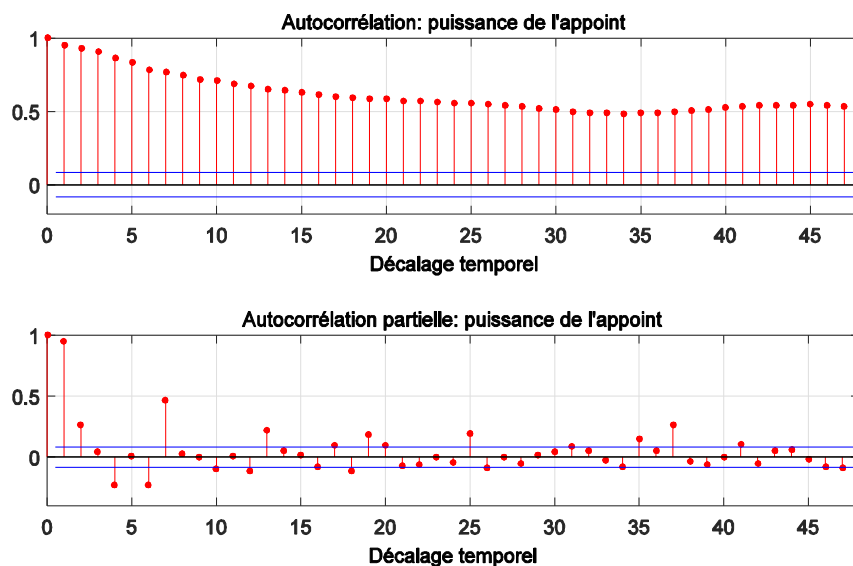 Autocorrélation: puissance de l'appoint
1
0.5
0
0 5 10 15 20 25 30 35 40 45
Décalage temporel
Autocorrélation partielle: puissance de l'appoint
1
0.5
0
0 5 10 15 20 25 30 35 40 45
Décalage temporel